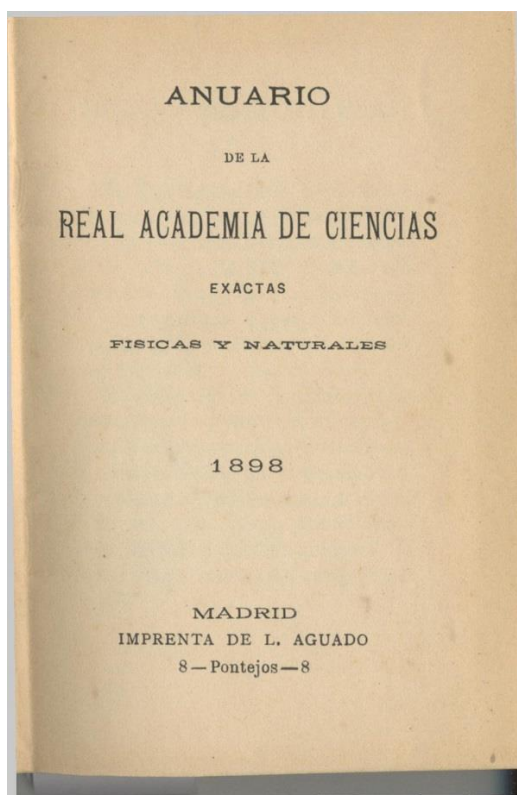 ANUARIO
DE LA
REAL ACADEMIA DE CIENCIAS
EXACTAS
FISICAS Y NATURALES
1898
MADRID
IMPRENTA DE L. AGUADO
8—Pontejos—8